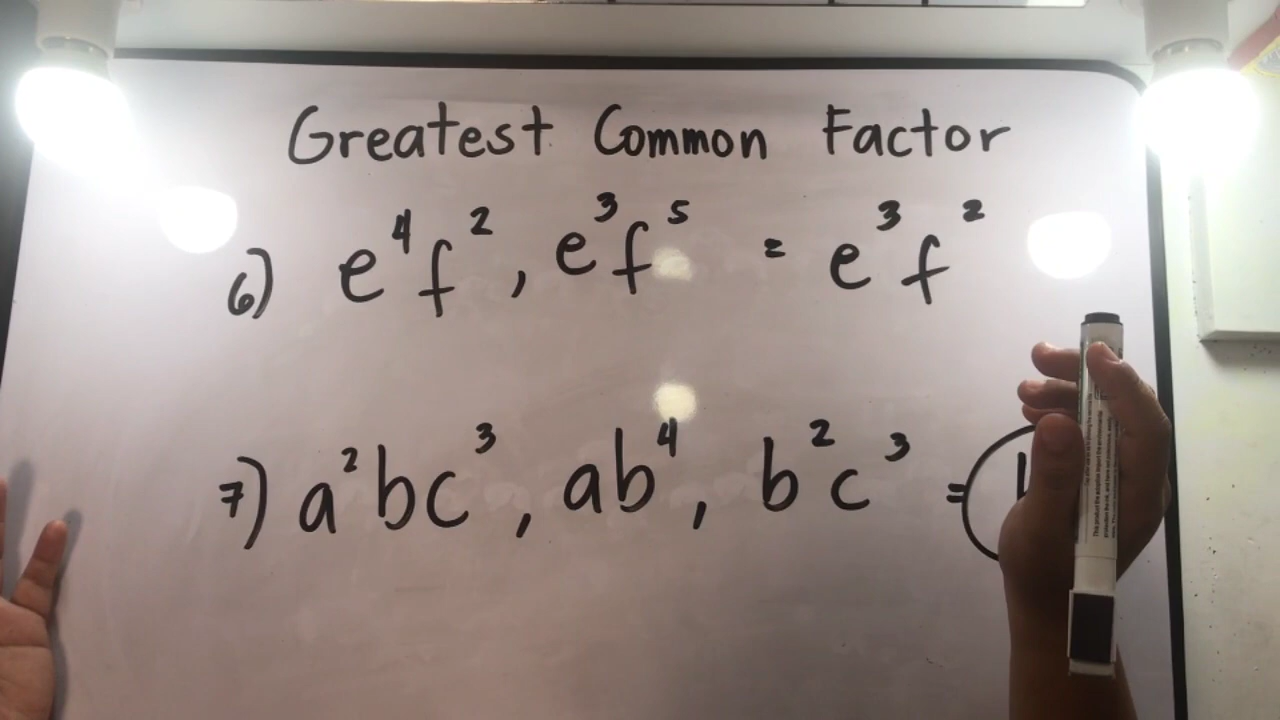 Greatest Common Factor
6) e⁴f², e³f⁵ = e³f²
7) a²bc³, ab⁴, b²c³ =